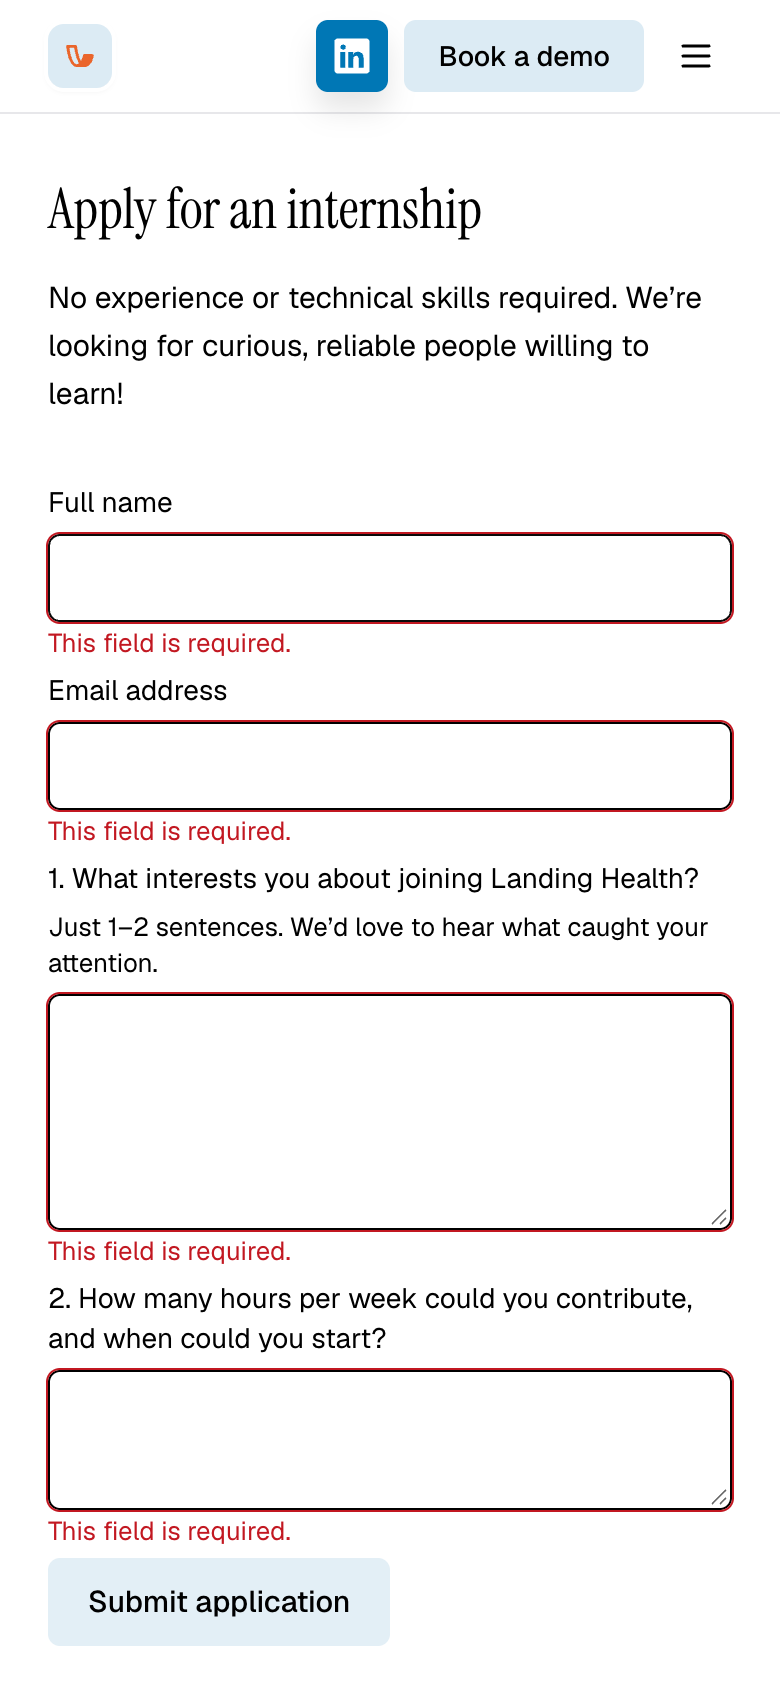 in
Book a demo
Apply for an internship
No experience or technical skills required. We’re
looking for curious, reliable people willing to
learn!
Full name
This field is required.
Email address
This field is required.
1. What interests you about joining Landing Health?
Just 1–2 sentences. We’d love to hear what caught your
attention.
This field is required.
2. How many hours per week could you contribute,
and when could you start?
This field is required.
Submit application